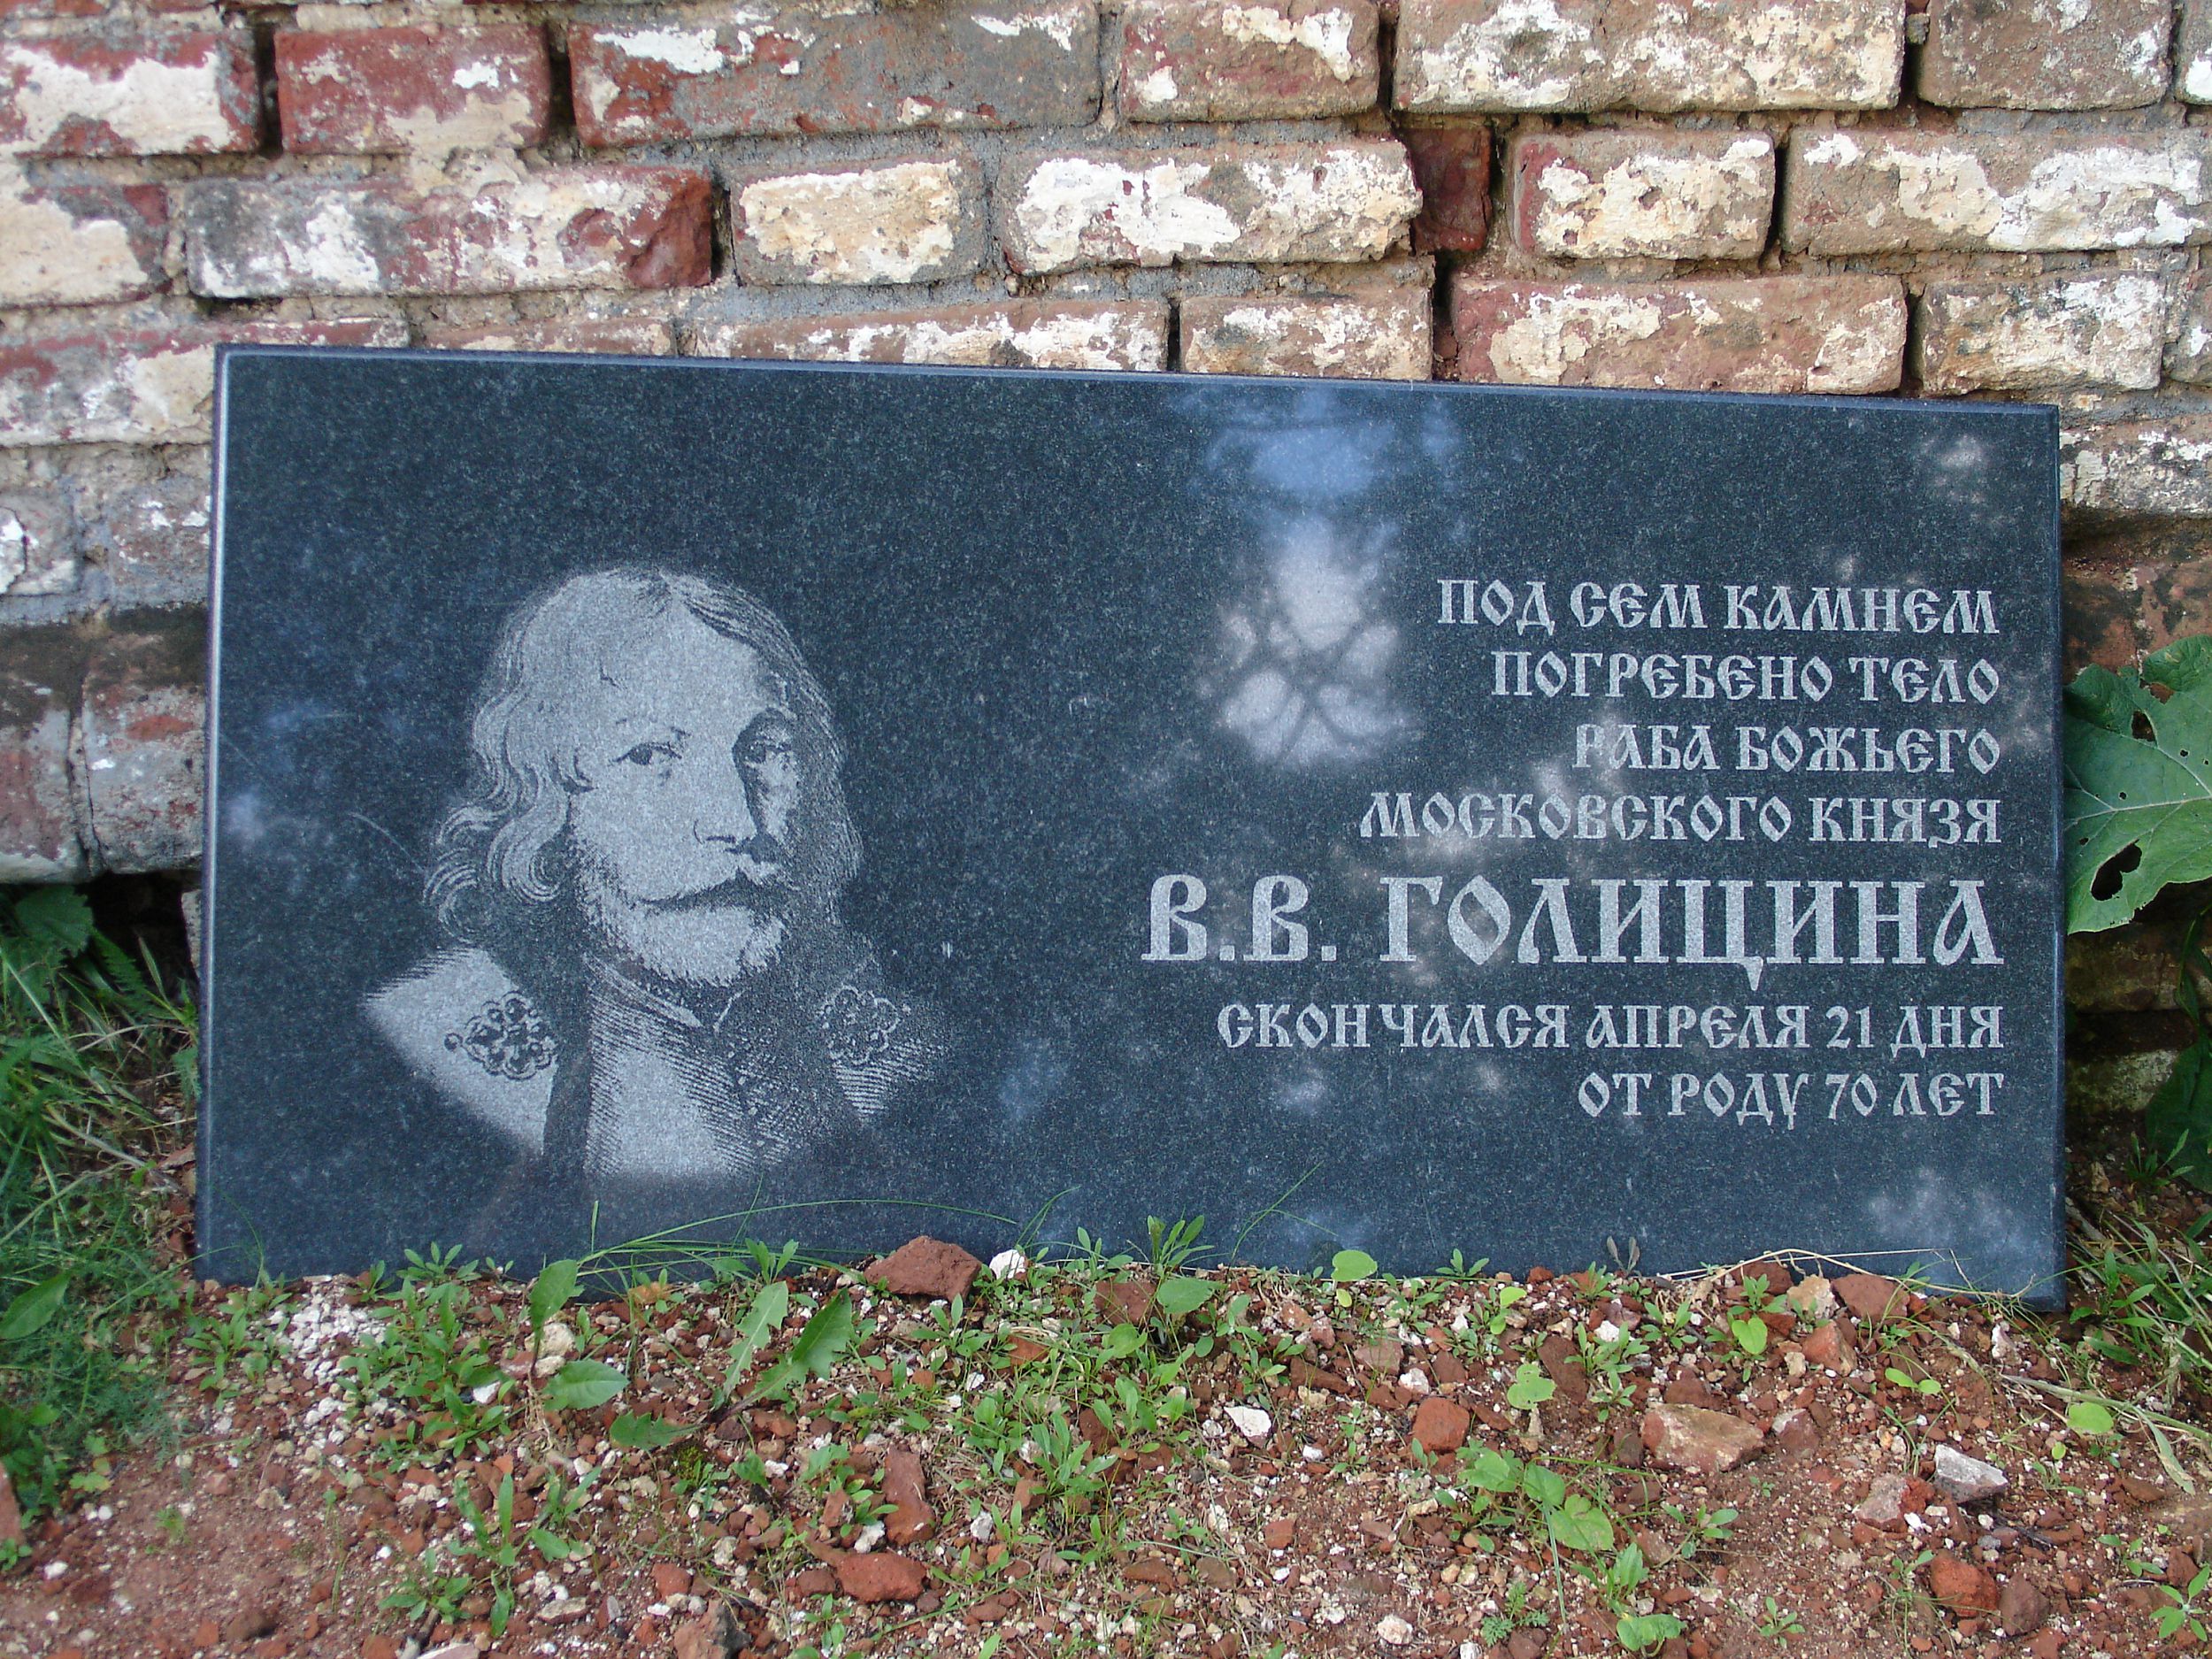 ПОД СЕМ КАМНЕМ
ПОГРЕБЕНО ТЕЛО
РАБА БОЖЬЕГО
МОСКОВСКОГО КНЯЗЯ
В.В. ГОЛИЦИНА
СКОНЧАЛСЯ АПРЕЛЯ 21 ДНЯ
ОТ РОДУ 70 ЛЕТ